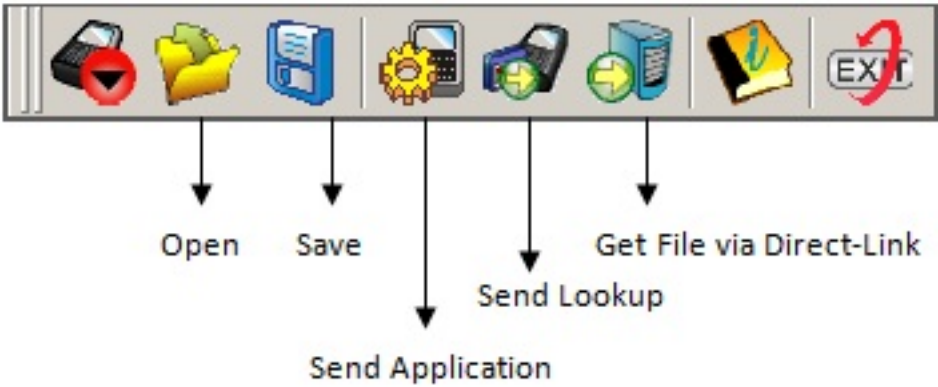 EXIT
Open
Save
Get File via Direct-Link
Send Lookup
Send Application